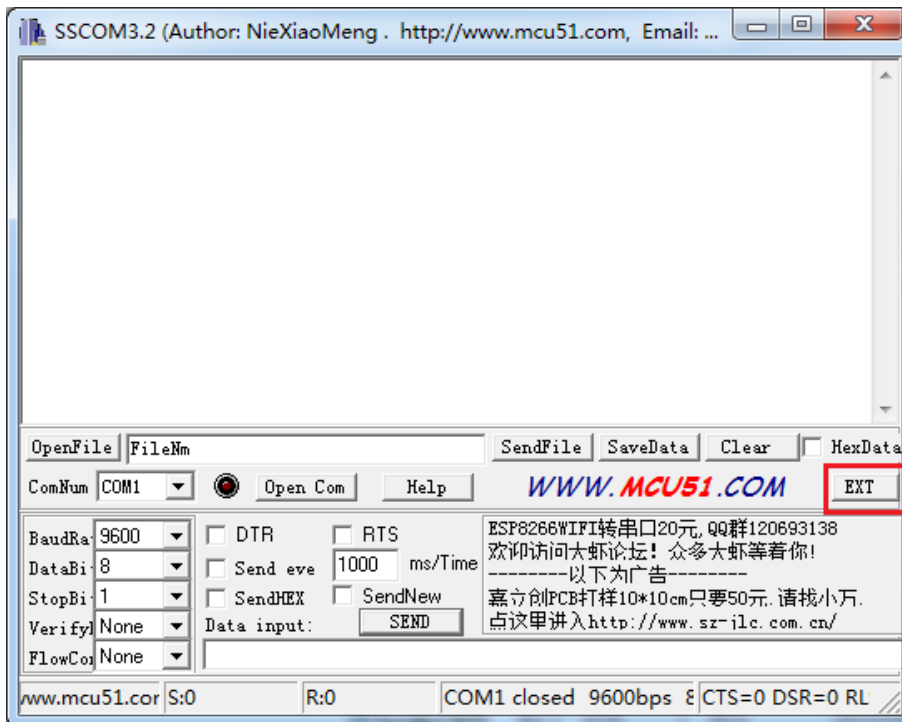 SSCOM3.2 (Author: NieXiaoMeng .  http://www.mcu51.com,  Email: ...
OpenFile FileNm SendFile SaveData Clear HexData
ComNum COM1 Open Com Help WWW.MCU51.COM EXT
BaudRa 9600 DTR RTS
DataBi 8 Send eve 1000 ms/Time
StopBi 1 SendHEX SendNew
Verify None Data input: SEND
FlowCo None
ESP8266WIFI转串口20元,QQ群120693138
欢迎访问大虾论坛！众多大虾等着你!
--------以下为广告--------
嘉立创PCB打样10*10cm只要50元.请找小万.
点这里进入http://www.sz-jlc.com.cn/
www.mcu51.cor S:0 R:0 COM1 closed  9600bps  8 CTS=0 DSR=0 RL